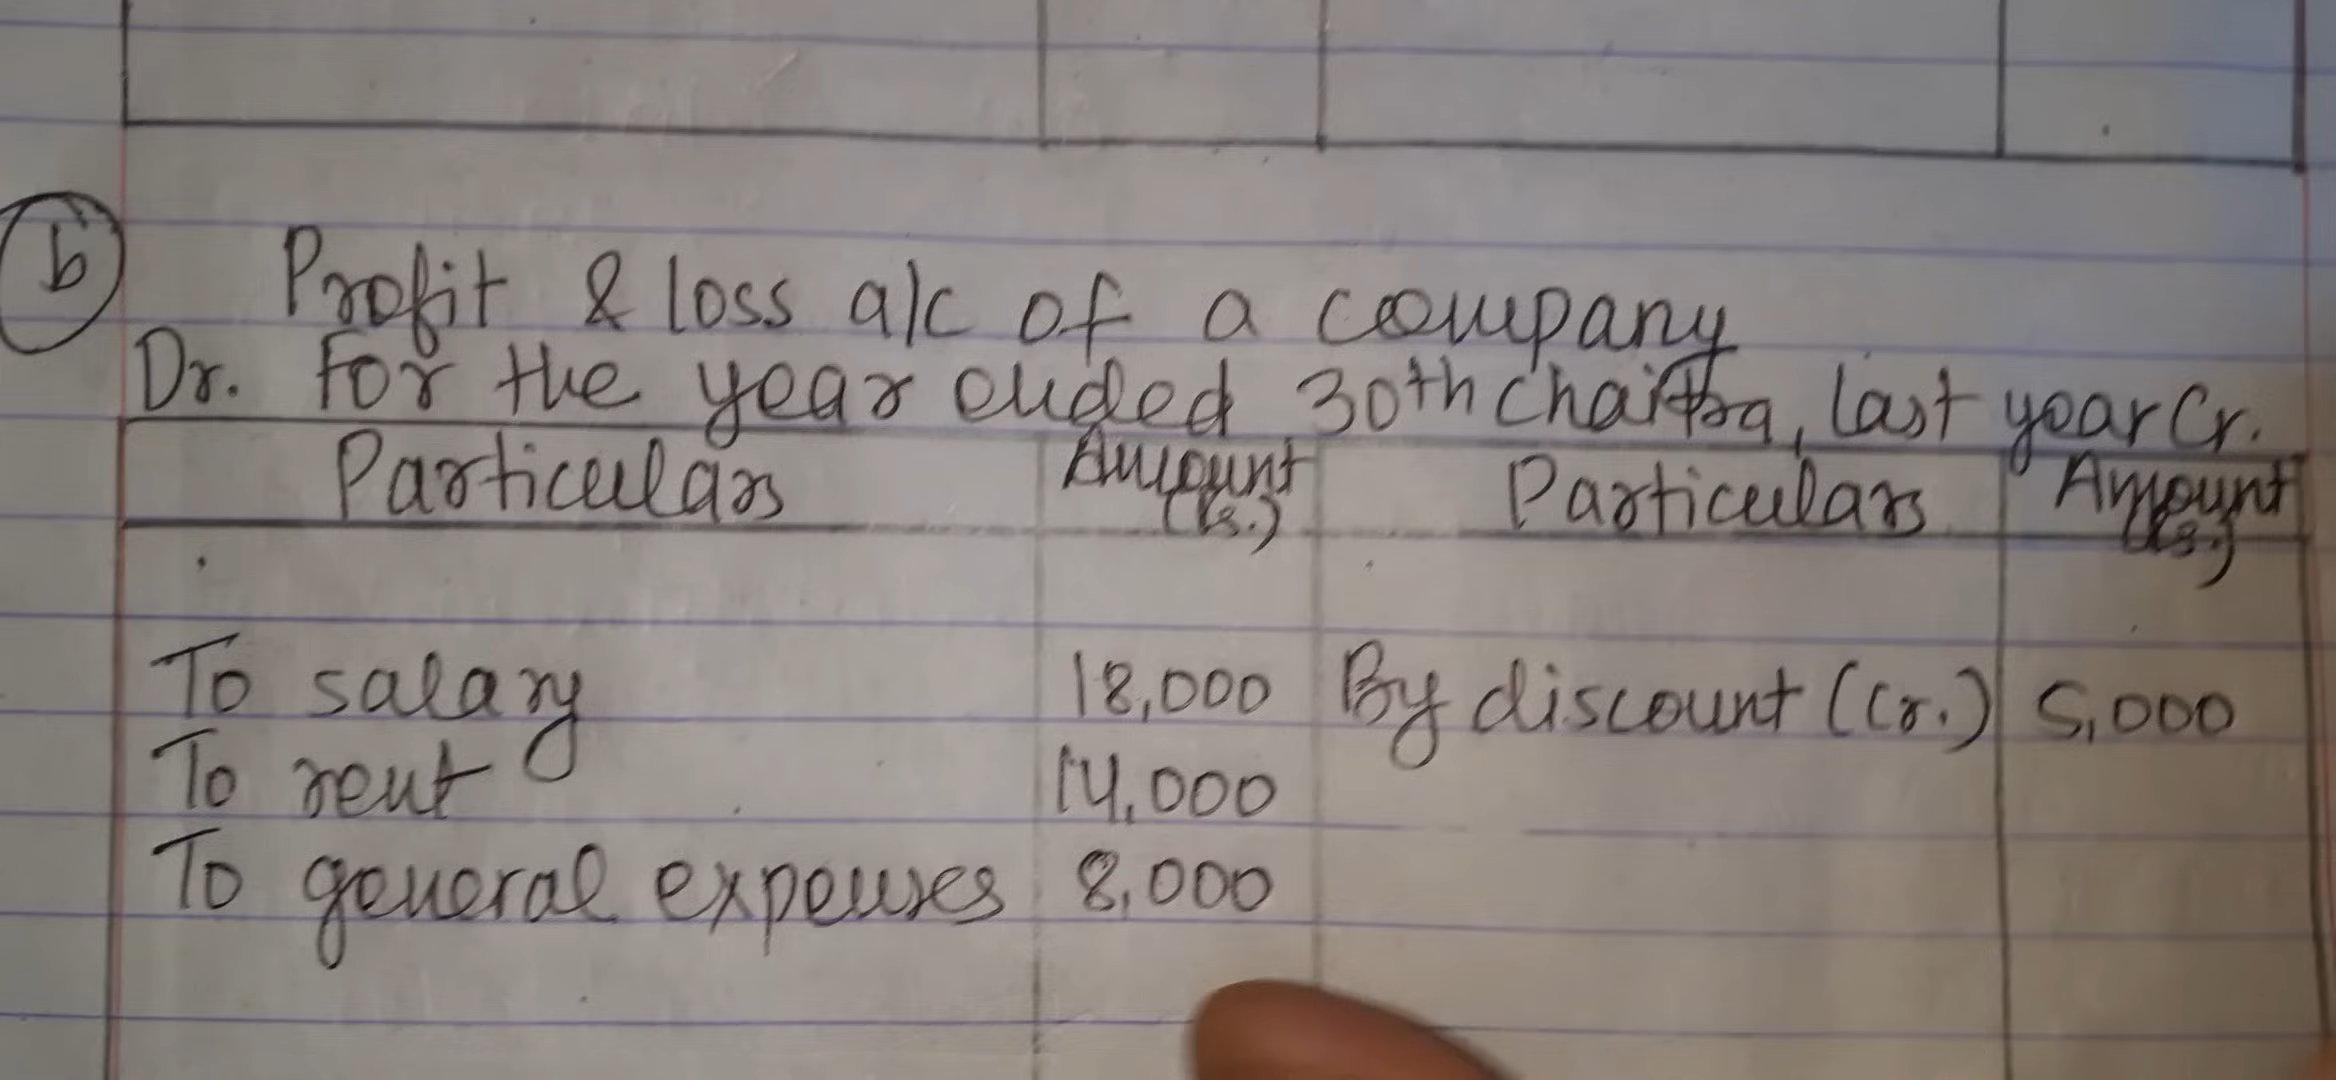 b
Profit & loss a/c of a company
Dr. For the year ended 30th chaitra, last year Cr.
Particulars Amount (Rs.) Particulars Amount (Rs.)
To salary 18,000 By discount (Cr.) 5,000
To rent 14,000
To general expenses 8,000